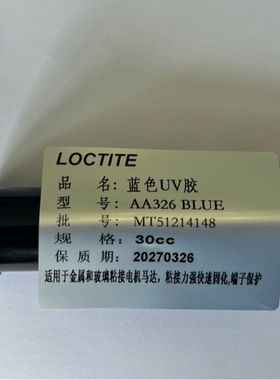 LOCTITE
品 名: 蓝色UV胶
型 号: AA326 BLUE
批 号: MT51214148
规 格: 30cc
保 质 期: 20270326
适用于金属和玻璃粘接电机马达，粘接力强快速固化,端子保护